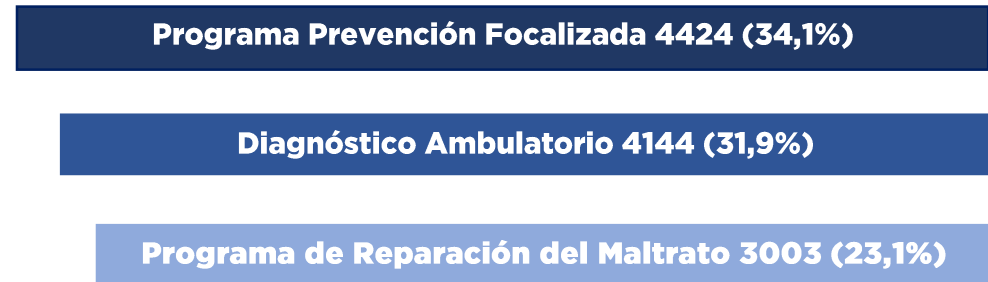 Programa Prevención Focalizada 4424 (34,1%)
Diagnóstico Ambulatorio 4144 (31,9%)
Programa de Reparación del Maltrato 3003 (23,1%)